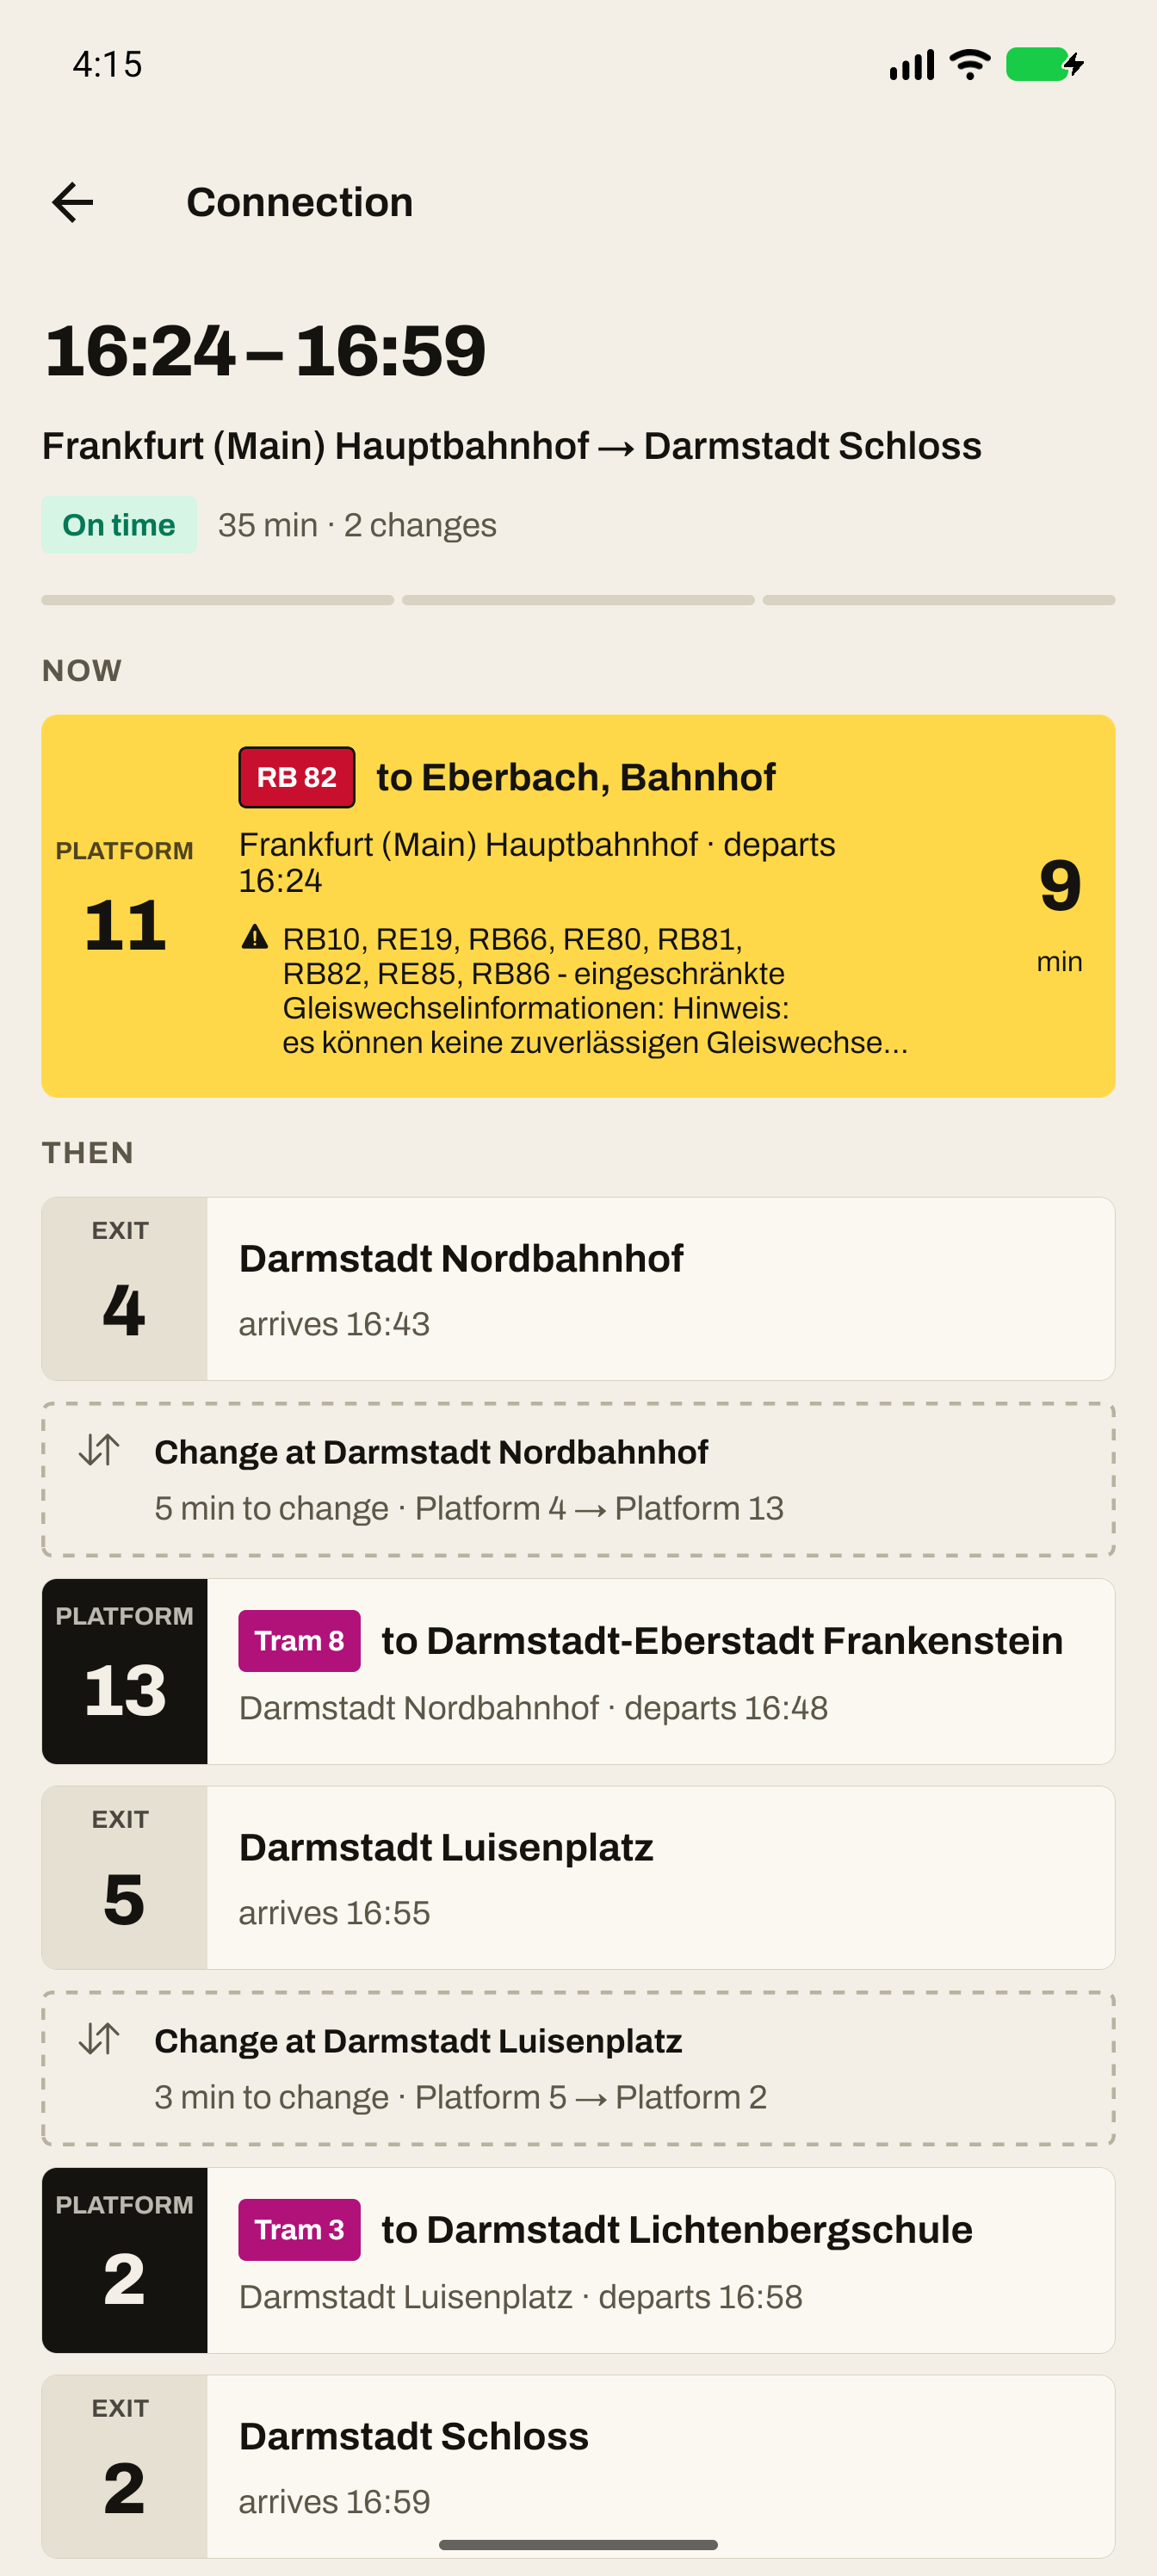 4:15
Connection
16:24 – 16:59
Frankfurt (Main) Hauptbahnhof → Darmstadt Schloss
On time 35 min · 2 changes
NOW
RB 82 to Eberbach, Bahnhof
PLATFORM
11
Frankfurt (Main) Hauptbahnhof · departs
16:24
RB10, RE19, RB66, RE80, RB81,
RB82, RE85, RB86 - eingeschränkte
Gleiswechselinformationen: Hinweis:
es können keine zuverlässigen Gleiswechse...
9
min
THEN
EXIT
4
Darmstadt Nordbahnhof
arrives 16:43
Change at Darmstadt Nordbahnhof
5 min to change · Platform 4 → Platform 13
PLATFORM
13
Tram 8 to Darmstadt-Eberstadt Frankenstein
Darmstadt Nordbahnhof · departs 16:48
EXIT
5
Darmstadt Luisenplatz
arrives 16:55
Change at Darmstadt Luisenplatz
3 min to change · Platform 5 → Platform 2
PLATFORM
2
Tram 3 to Darmstadt Lichtenbergschule
Darmstadt Luisenplatz · departs 16:58
EXIT
2
Darmstadt Schloss
arrives 16:59